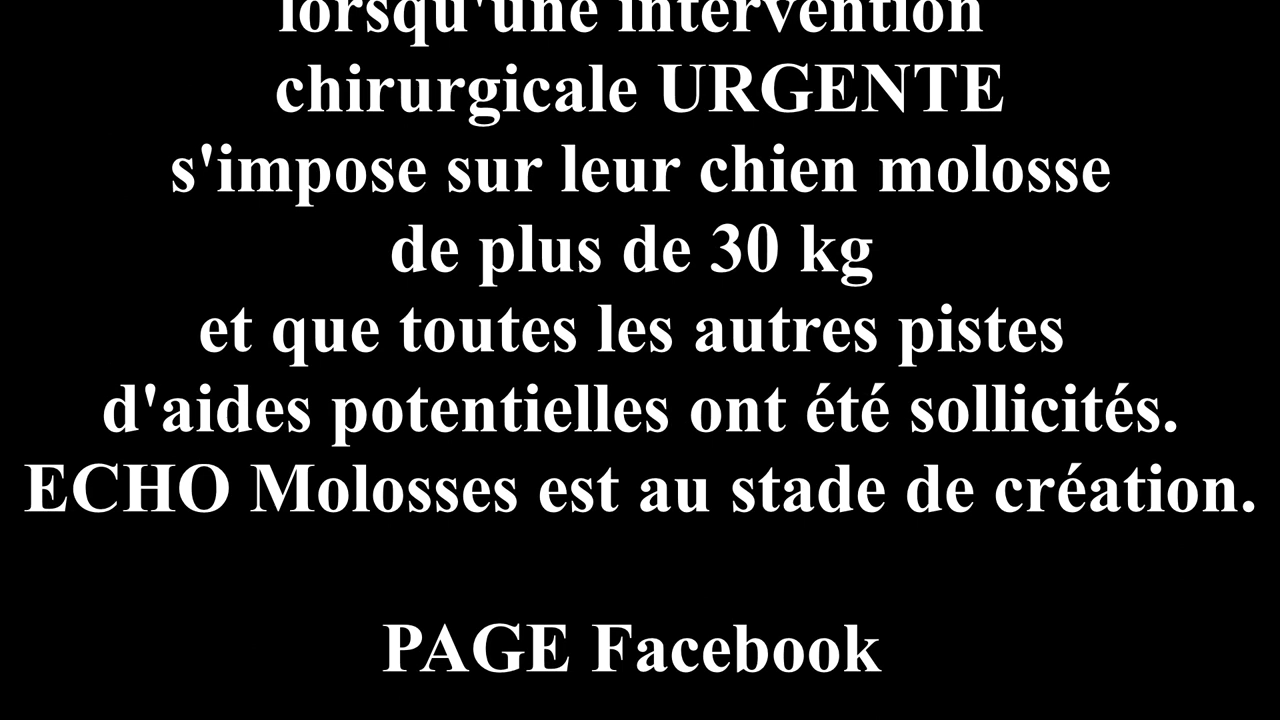 lorsqu'une intervention
chirurgicale URGENTE
s'impose sur leur chien molosse
de plus de 30 kg
et que toutes les autres pistes
d'aides potentielles ont été sollicités.
ECHO Molosses est au stade de création.
PAGE Facebook